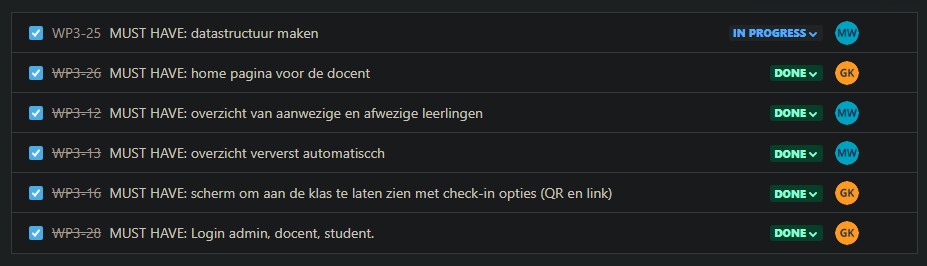 WP3-25 MUST HAVE: datastructuur maken IN PROGRESS MW
WP3-26 MUST HAVE: home pagina voor de docent DONE GK
WP3-12 MUST HAVE: overzicht van aanwezige en afwezige leerlingen DONE MW
WP3-13 MUST HAVE: overzicht ververst automatiscch DONE MW
WP3-16 MUST HAVE: scherm om aan de klas te laten zien met check-in opties (QR en link) DONE GK
WP3-28 MUST HAVE: Login admin, docent, student. DONE GK